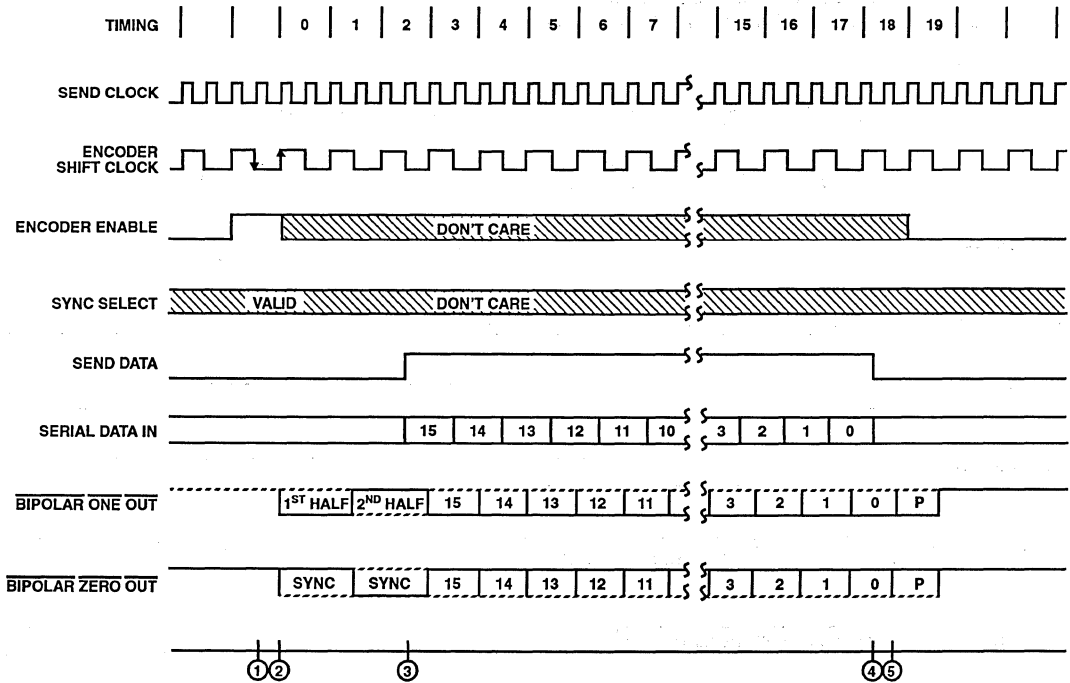 TIMING 0 1 2 3 4 5 6 7 15 16 17 18 19
SEND CLOCK
ENCODER
SHIFT CLOCK
ENCODER ENABLE DON'T CARE
SYNC SELECT VALID DON'T CARE
SEND DATA
SERIAL DATA IN 15 14 13 12 11 10 3 2 1 0
BIPOLAR ONE OUT 1ST HALF 2ND HALF 15 14 13 12 11 3 2 1 0 P
BIPOLAR ZERO OUT SYNC SYNC 15 14 13 12 11 3 2 1 0 P
1 2 3 4 5